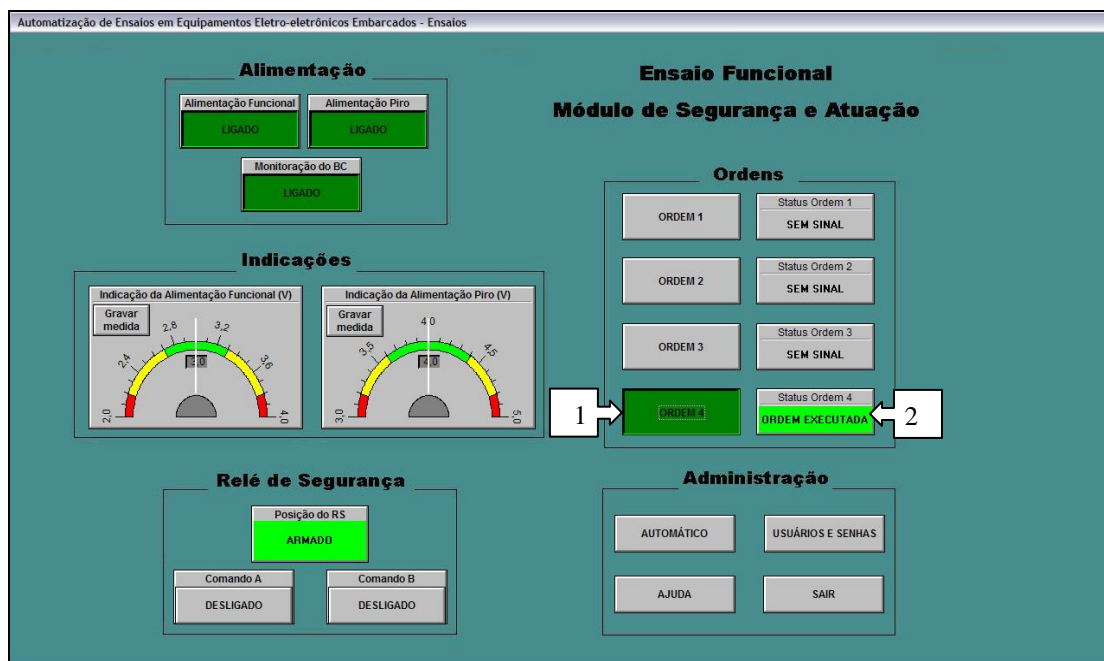 Automatização de Ensaios em Equipamentos Eletro-eletrônicos Embarcados - Ensaios
Alimentação
Alimentação Funcional
LIGADO
Alimentação Piro
LIGADO
Monitoração do BC
LIGADO
Ensaio Funcional
Módulo de Segurança e Atuação
Indicações
Indicação da Alimentação Funcional (V)
Gravar
medida
2,0
2,4
2,8
3,2
3,6
4,0
3.0
Indicação da Alimentação Piro (V)
Gravar
medida
3,0
3,5
4,0
4,5
5,0
4.0
Ordens
ORDEM 1
Status Ordem 1
SEM SINAL
ORDEM 2
Status Ordem 2
SEM SINAL
ORDEM 3
Status Ordem 3
SEM SINAL
1
ORDEM 4
Status Ordem 4
ORDEM EXECUTADA
2
Relé de Segurança
Posição do RS
ARMADO
Comando A
DESLIGADO
Comando B
DESLIGADO
Administração
AUTOMÁTICO
USUÁRIOS E SENHAS
AJUDA
SAIR